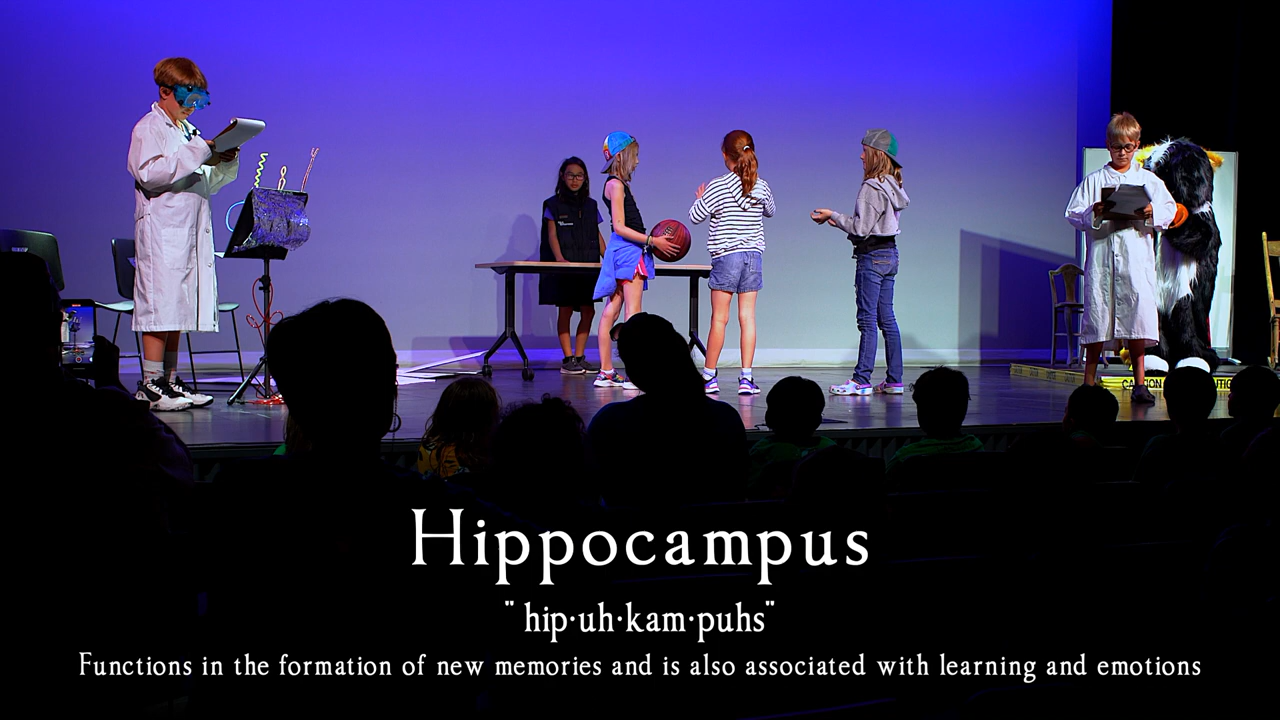 CAUTION
Hippocampus
"hip·uh·kam·puhs"
Functions in the formation of new memories and is also associated with learning and emotions